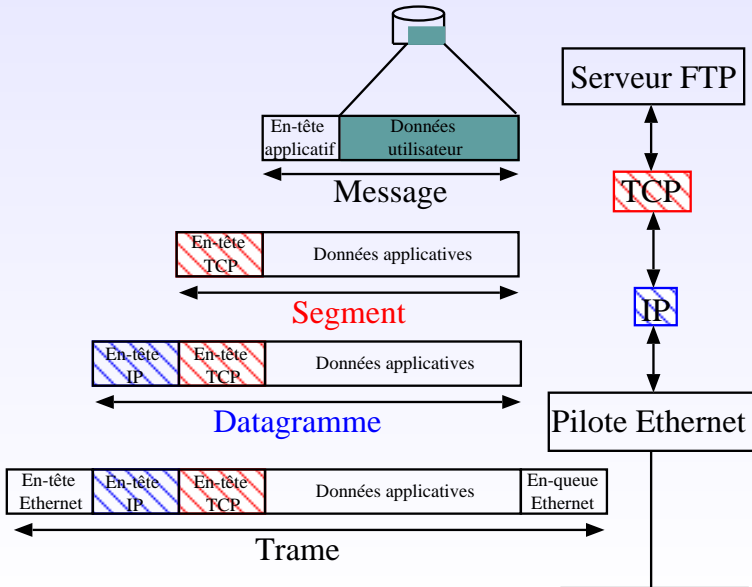 Serveur FTP
En-tête
applicatif
Données
utilisateur
Message
TCP
En-tête
TCP
Données applicatives
Segment
IP
En-tête
IP
En-tête
TCP
Données applicatives
Datagramme
Pilote Ethernet
En-tête
Ethernet
En-tête
IP
En-tête
TCP
Données applicatives
En-queue
Ethernet
Trame